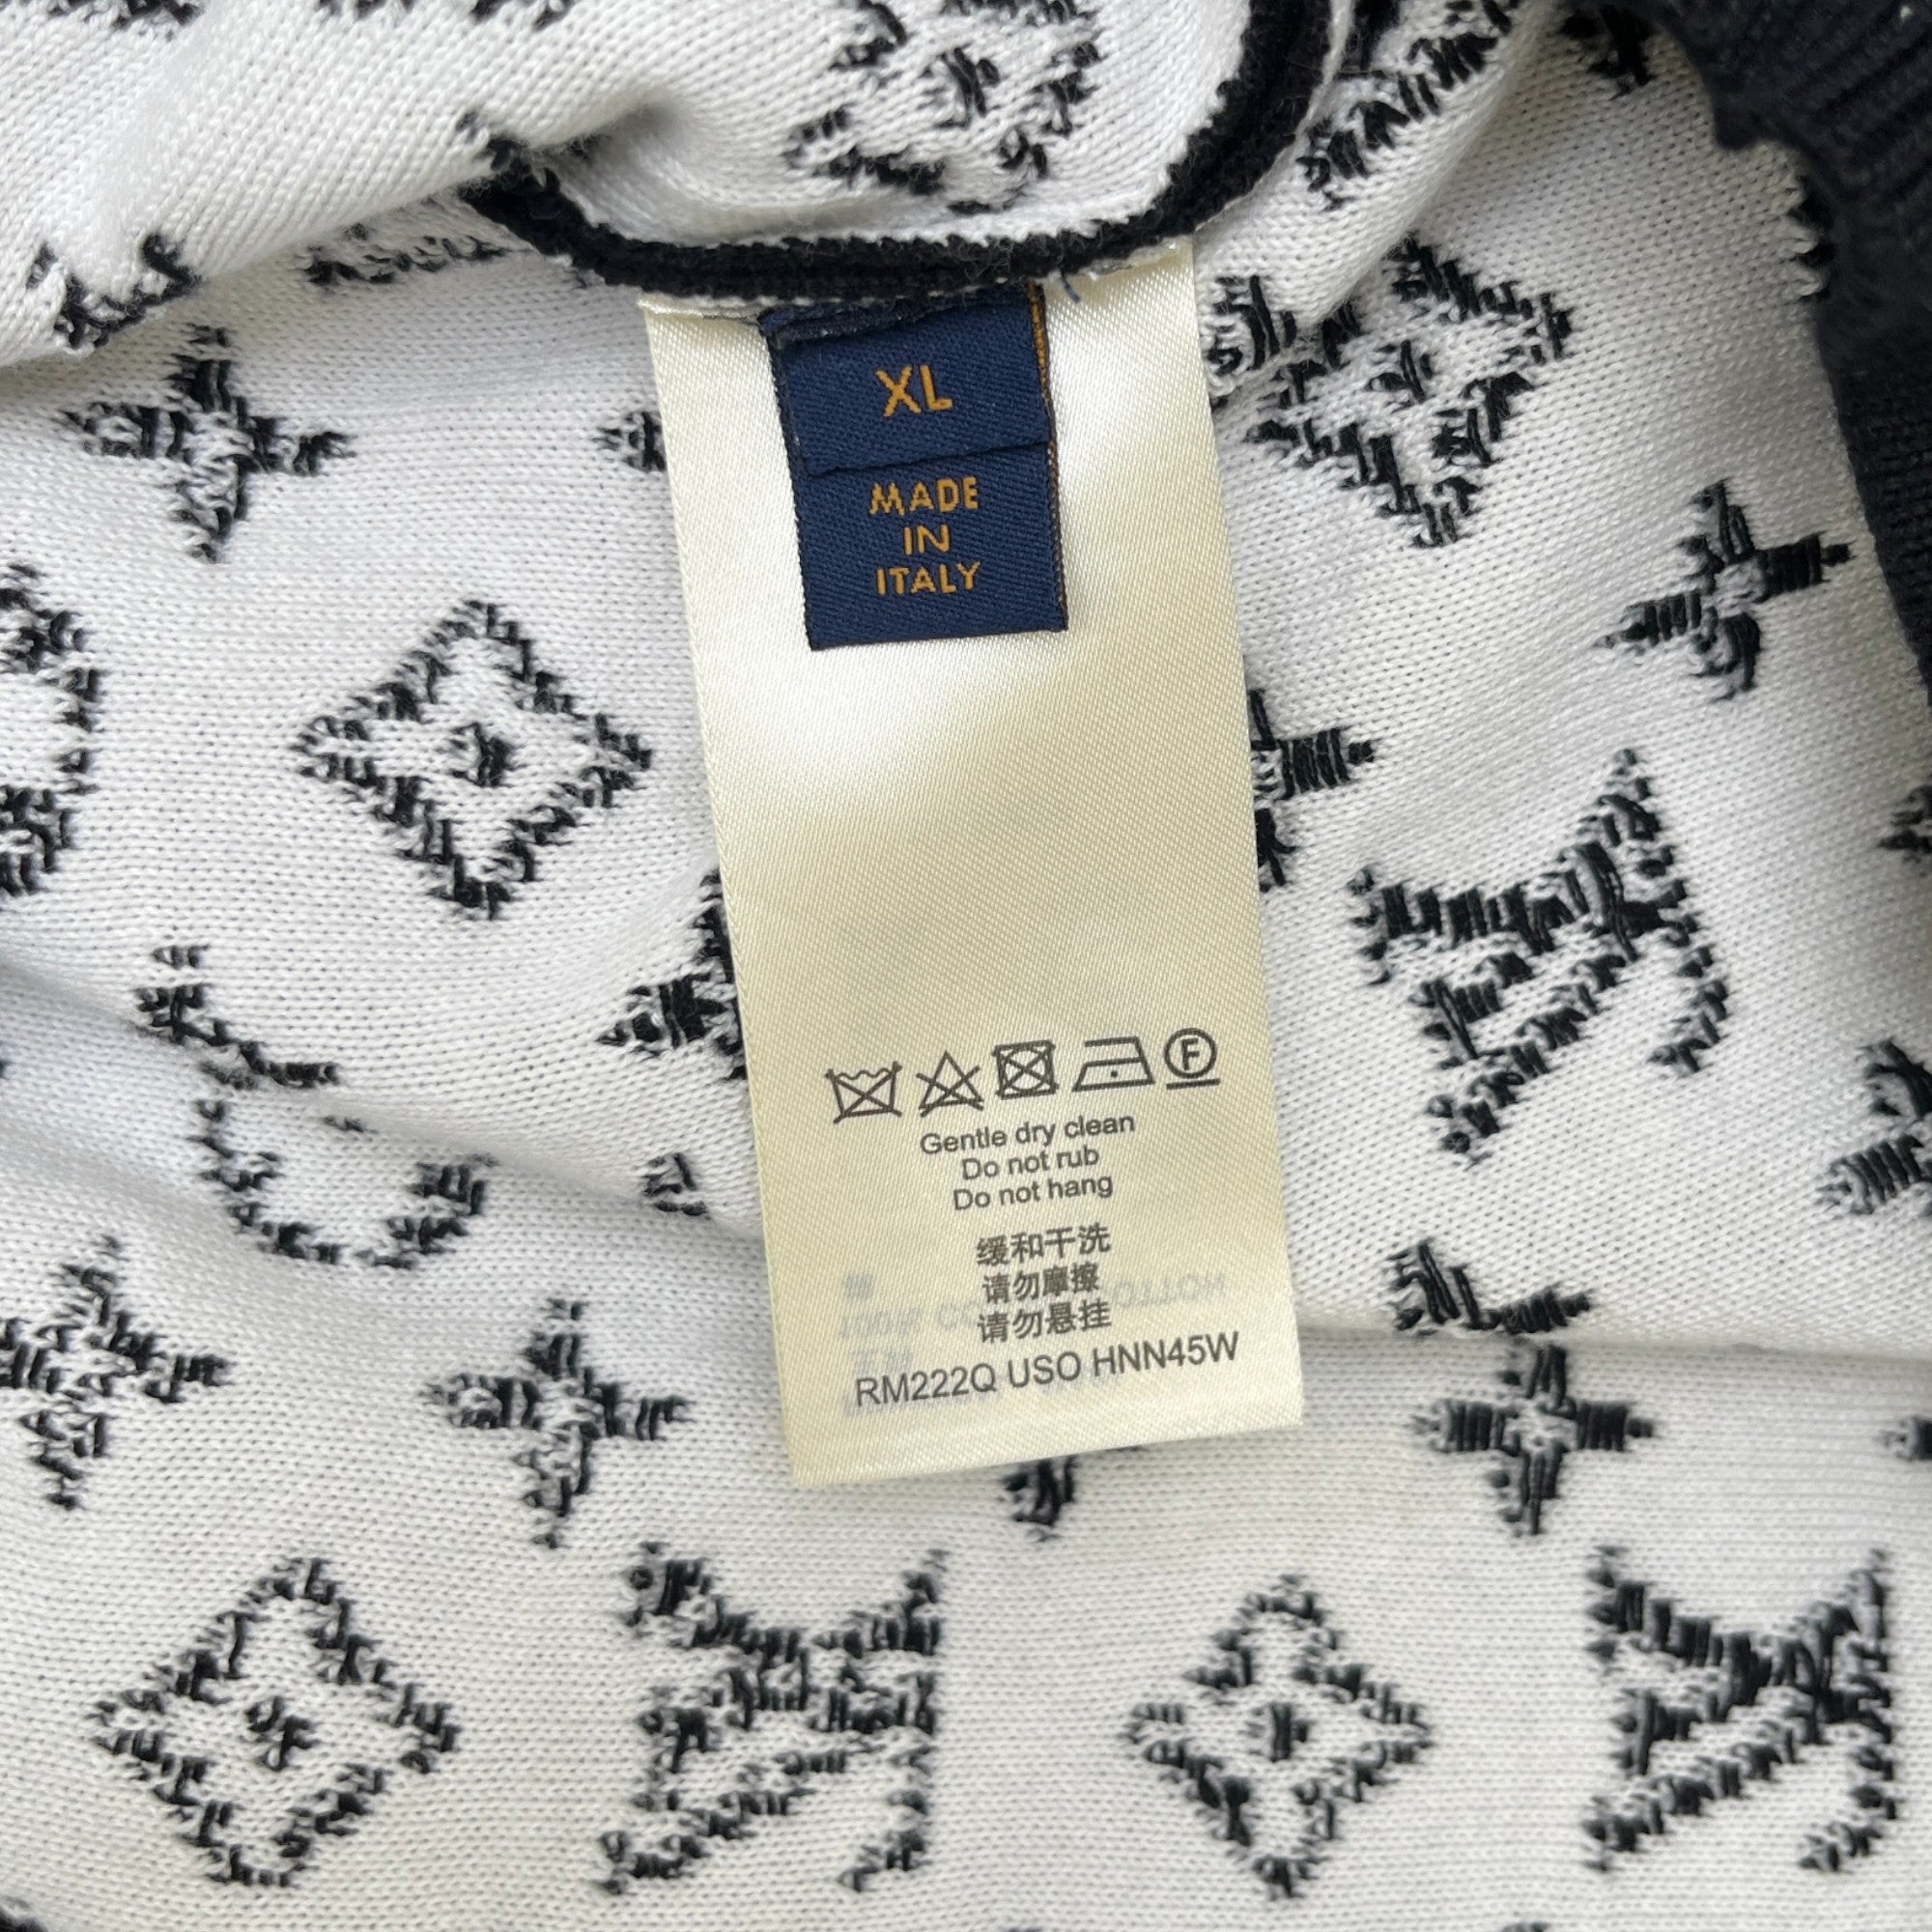 XL
MADE
IN
ITALY
F
Gentle dry clean
Do not rub
Do not hang
缓和干洗
请勿摩擦
请勿悬挂
RM222Q USO HNN45W